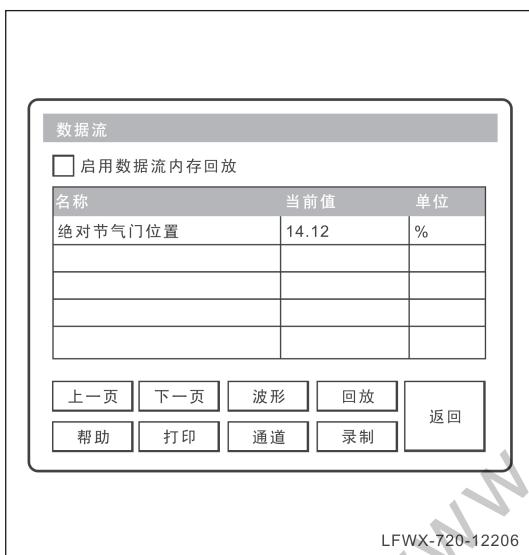 数据流
启用数据流内存回放
名称 当前值 单位
绝对节气门位置 14.12 %
上一页 下一页 波形 回放 返回
帮助 打印 通道 录制
LFWX-720-12206
WW